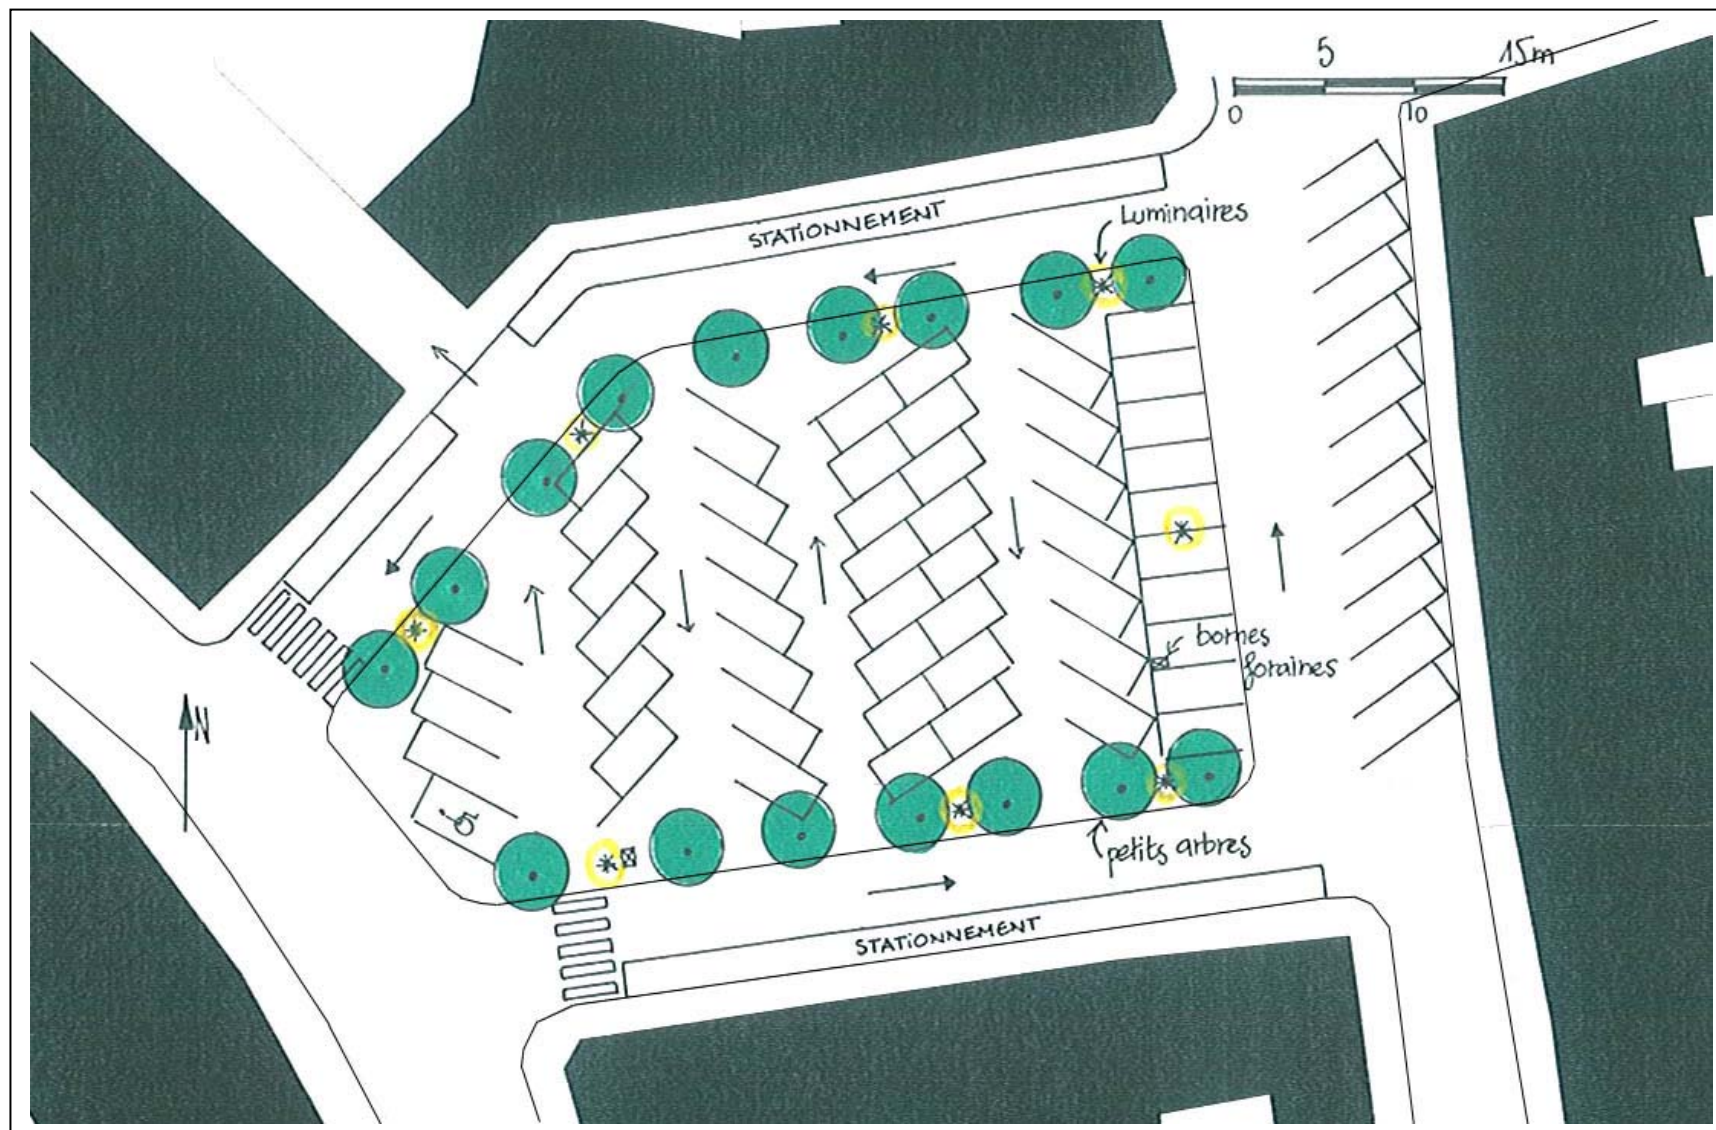 5 15m
0 10
STATIONNEMENT
Luminaires
bornes
foraines
N
petits arbres
STATIONNEMENT